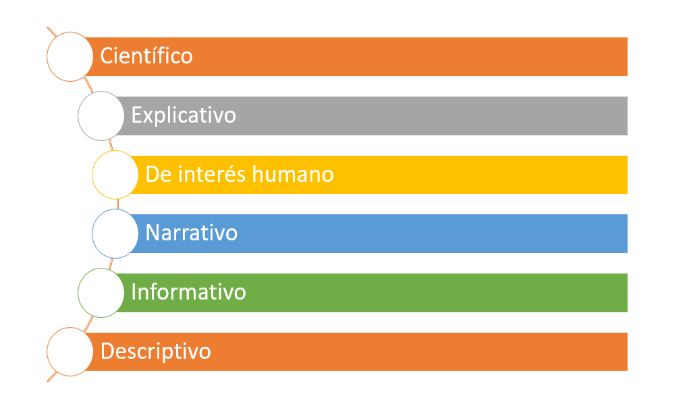 Científico
Explicativo
De interés humano
Narrativo
Informativo
Descriptivo